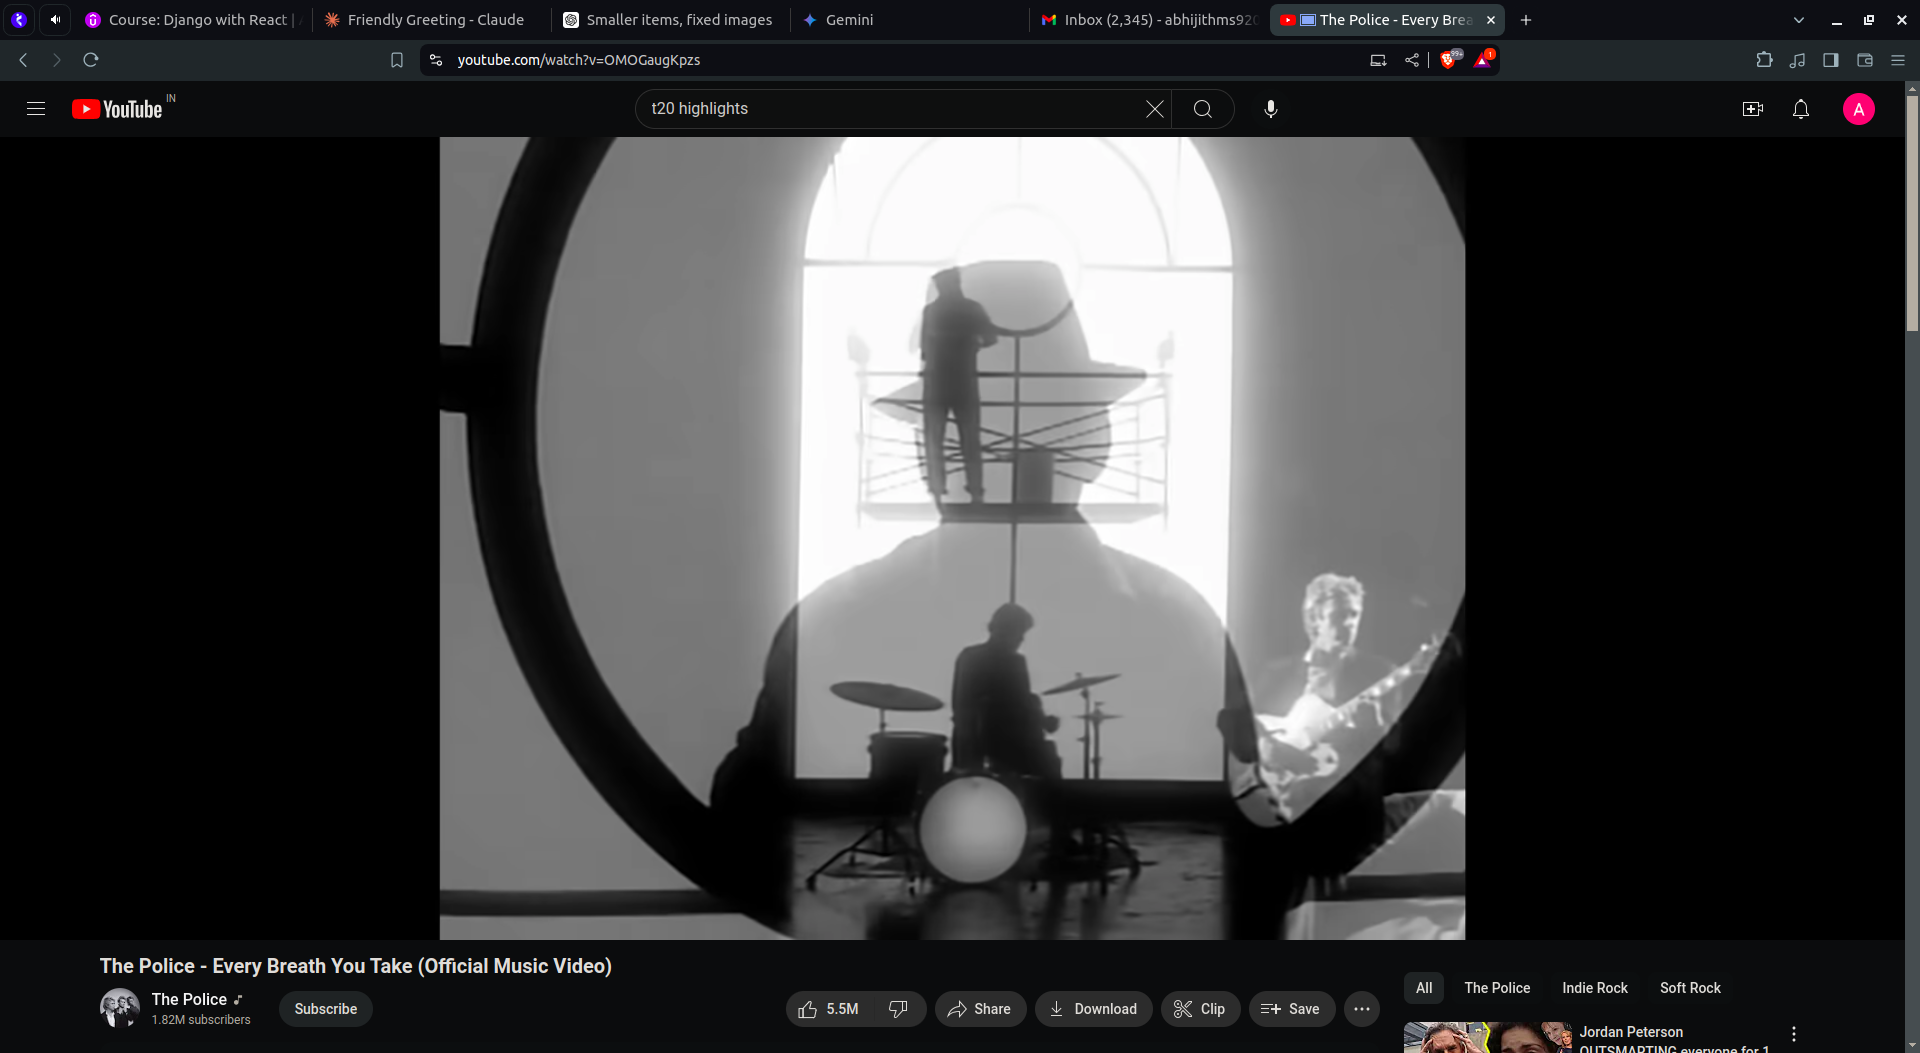 Course: Django with React |
Friendly Greeting - Claude
Smaller items, fixed images
Gemini
Inbox (2,345) - abhijithms920
The Police - Every Brea
youtube.com/watch?v=OMOGaugKpzs
99+
1
YouTube
IN
t20 highlights
A
The Police - Every Breath You Take (Official Music Video)
The Police
1.82M subscribers
Subscribe
5.5M
Share
Download
Clip
Save
All
The Police
Indie Rock
Soft Rock
Jordan Peterson
OUTSMARTING everyone for 1